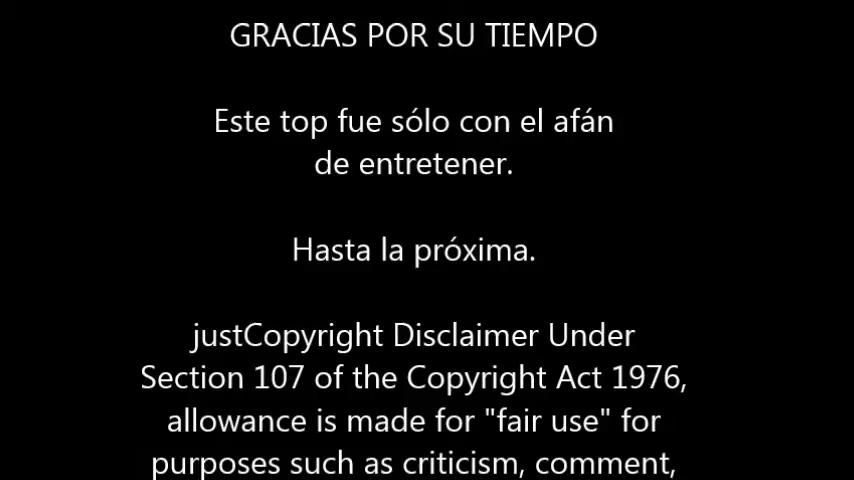 GRACIAS POR SU TIEMPO
Este top fue sólo con el afán
de entretener.
Hasta la próxima.
justCopyright Disclaimer Under
Section 107 of the Copyright Act 1976,
allowance is made for "fair use" for
purposes such as criticism, comment,